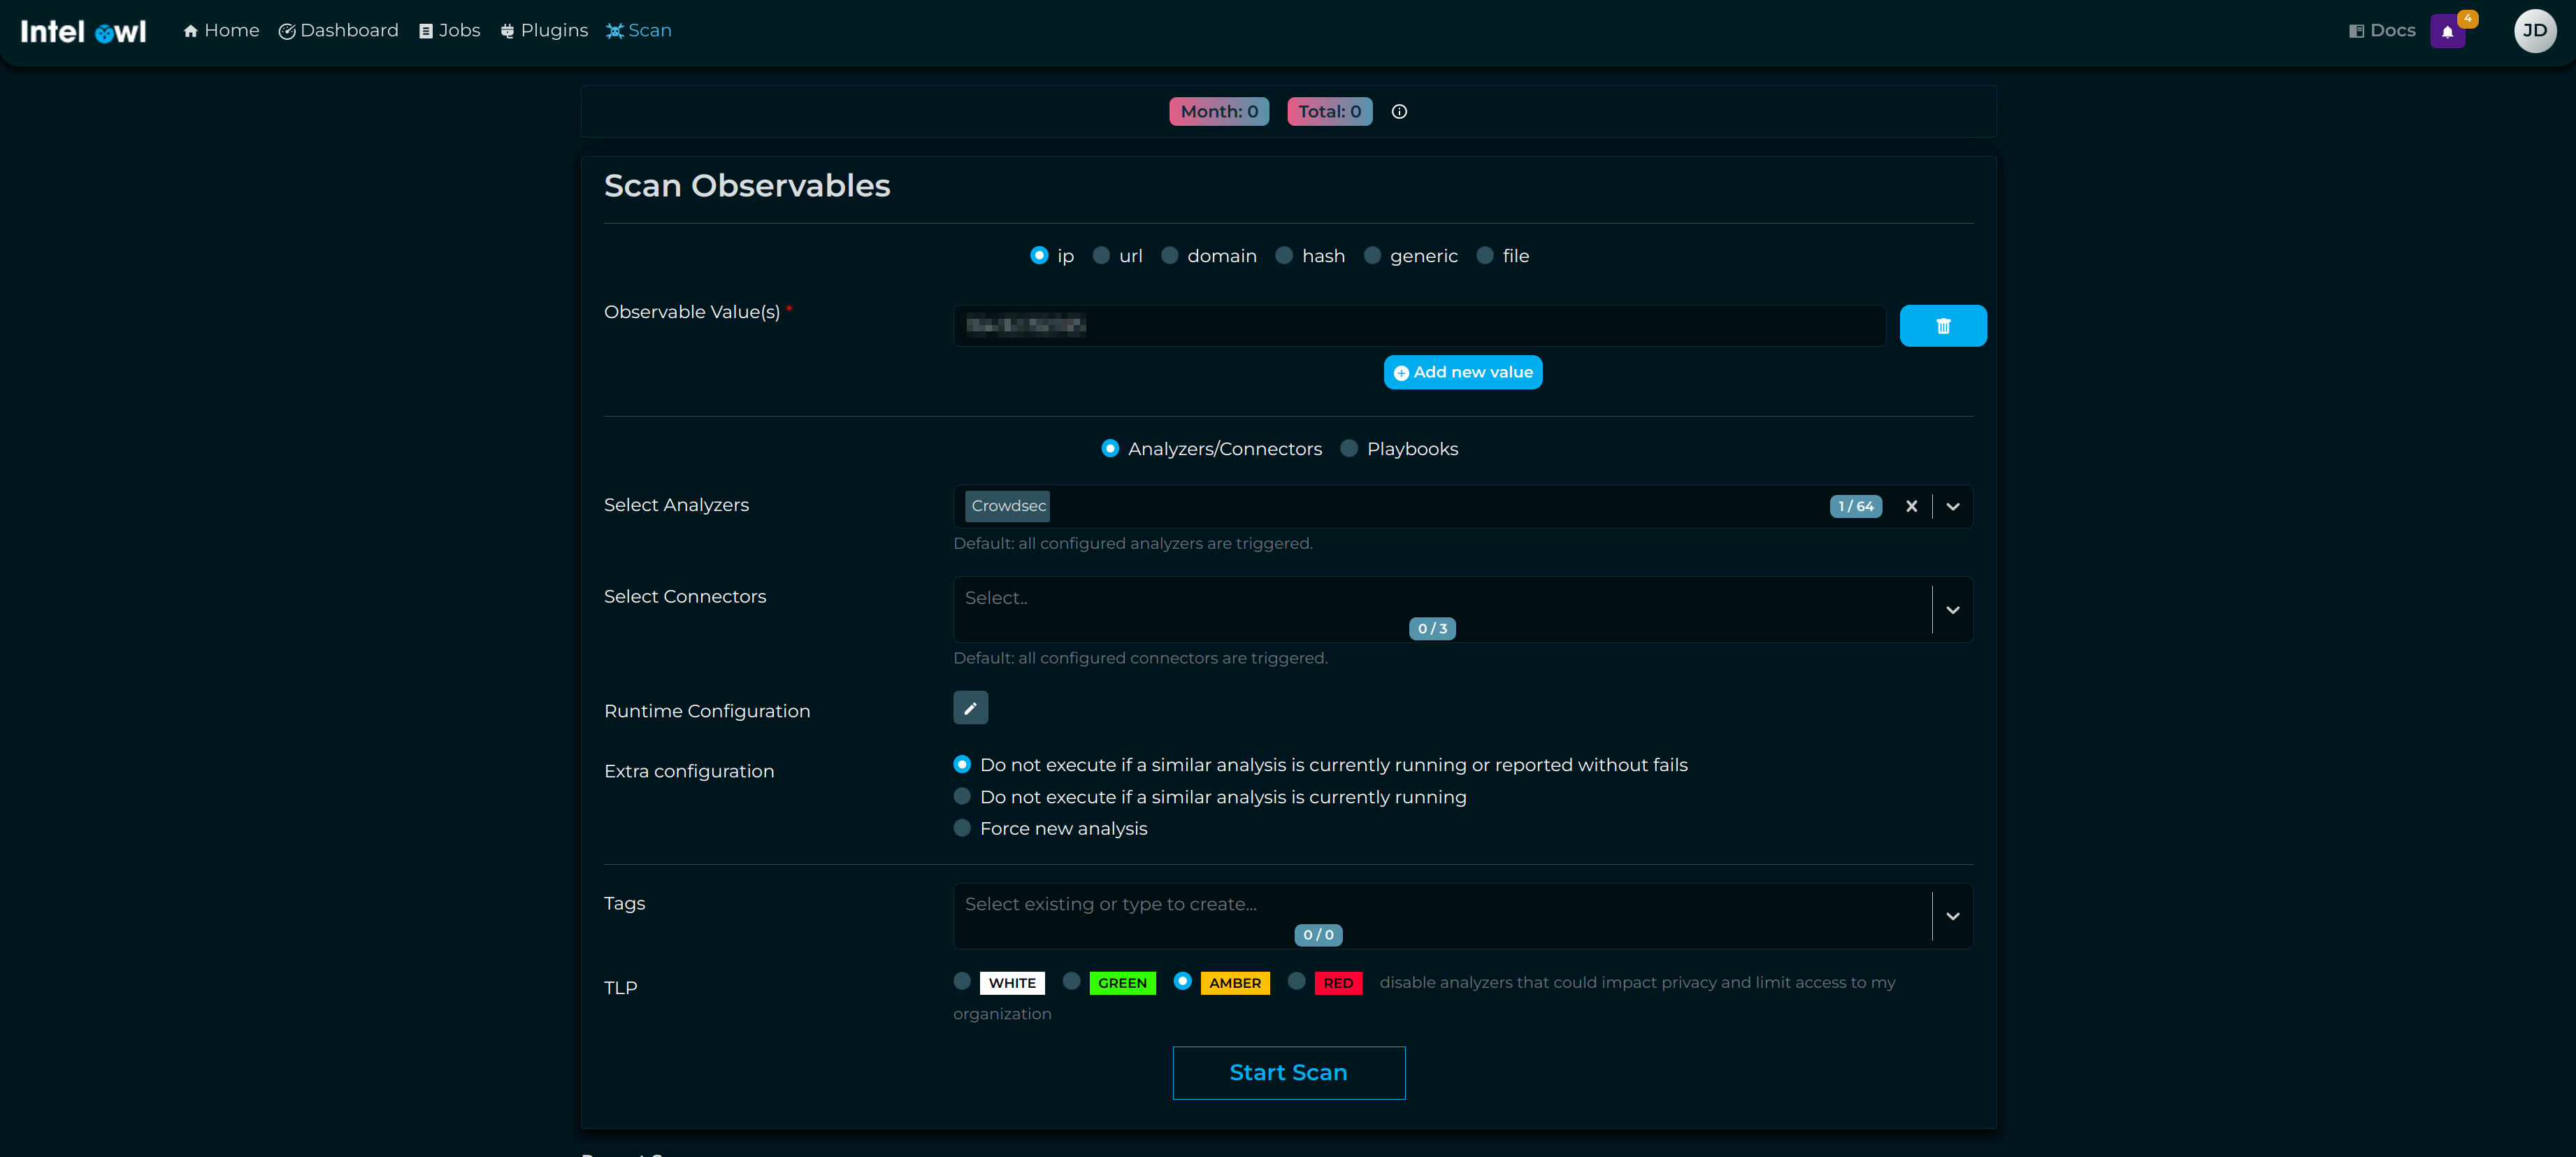 Intel Owl Home Dashboard Jobs Plugins Scan Docs 4 JD
Month: 0 Total: 0
Scan Observables
ip url domain hash generic file
Observable Value(s) *
Add new value
Analyzers/Connectors Playbooks
Select Analyzers Crowdsec 1 / 64
Default: all configured analyzers are triggered.
Select Connectors Select..
0 / 3
Default: all configured connectors are triggered.
Runtime Configuration
Extra configuration Do not execute if a similar analysis is currently running or reported without fails
Do not execute if a similar analysis is currently running
Force new analysis
Tags Select existing or type to create...
0 / 0
TLP WHITE GREEN AMBER RED disable analyzers that could impact privacy and limit access to my
organization
Start Scan